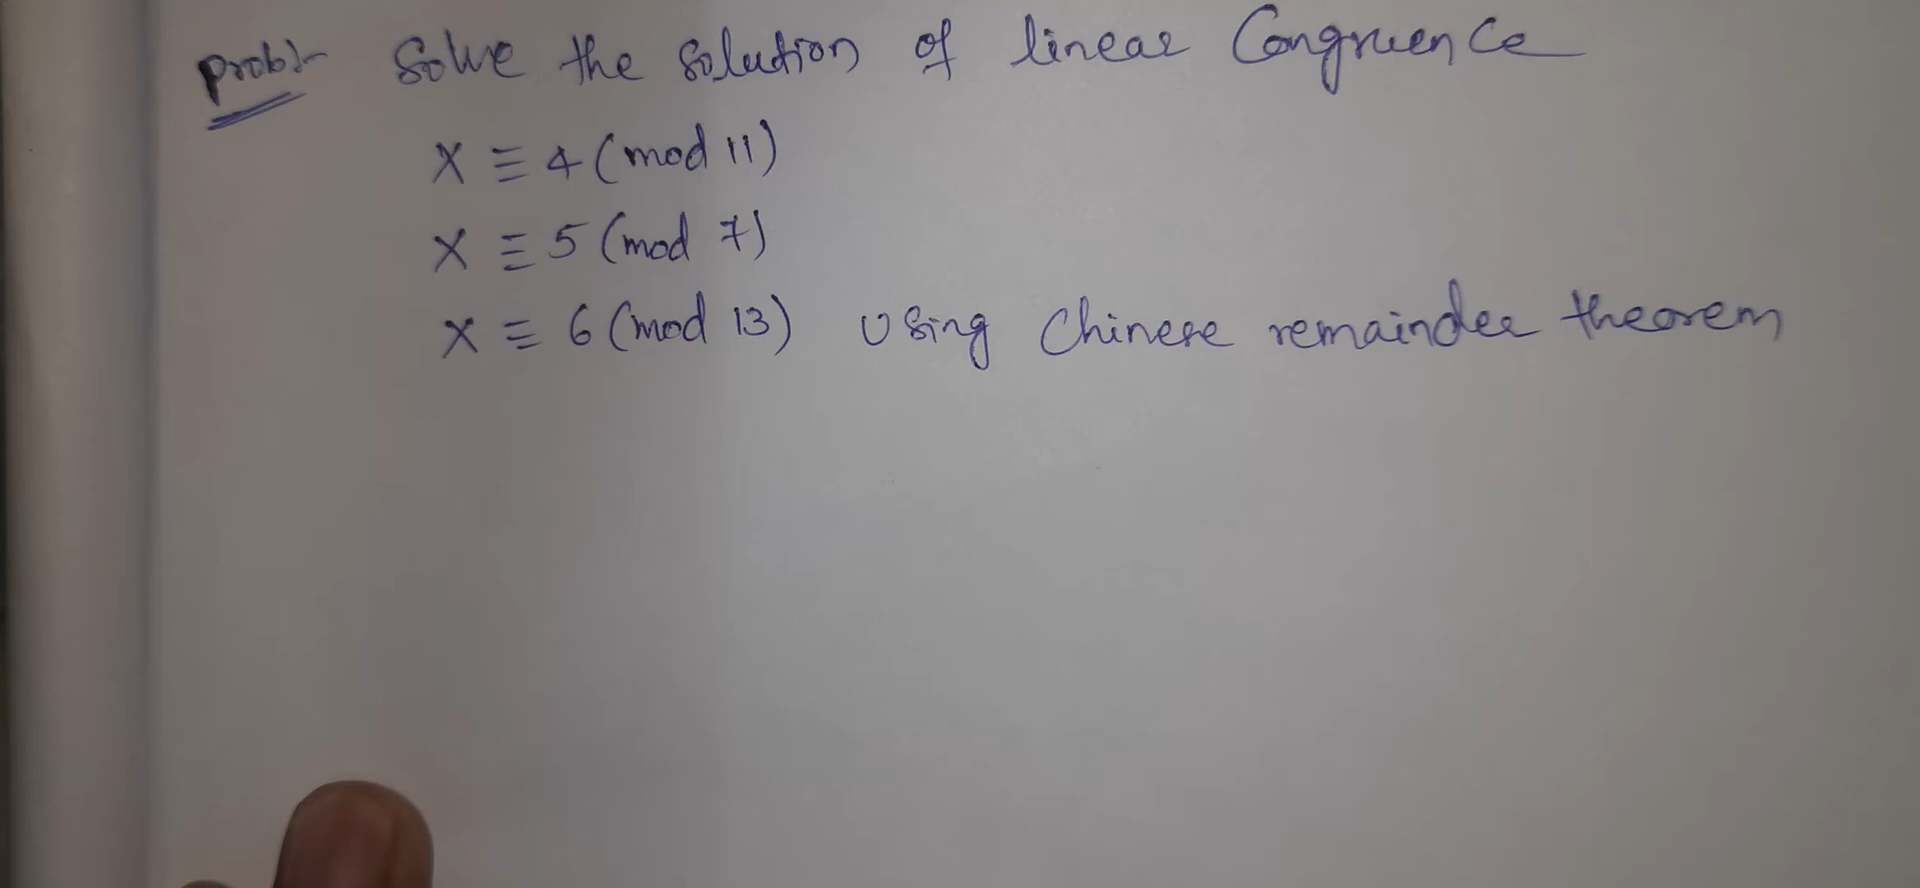 Prob:- Solve the solution of linear Congruence
X ≡ 4 (mod 11)
X ≡ 5 (mod 7)
X ≡ 6 (mod 13) Using Chinese remainder theorem